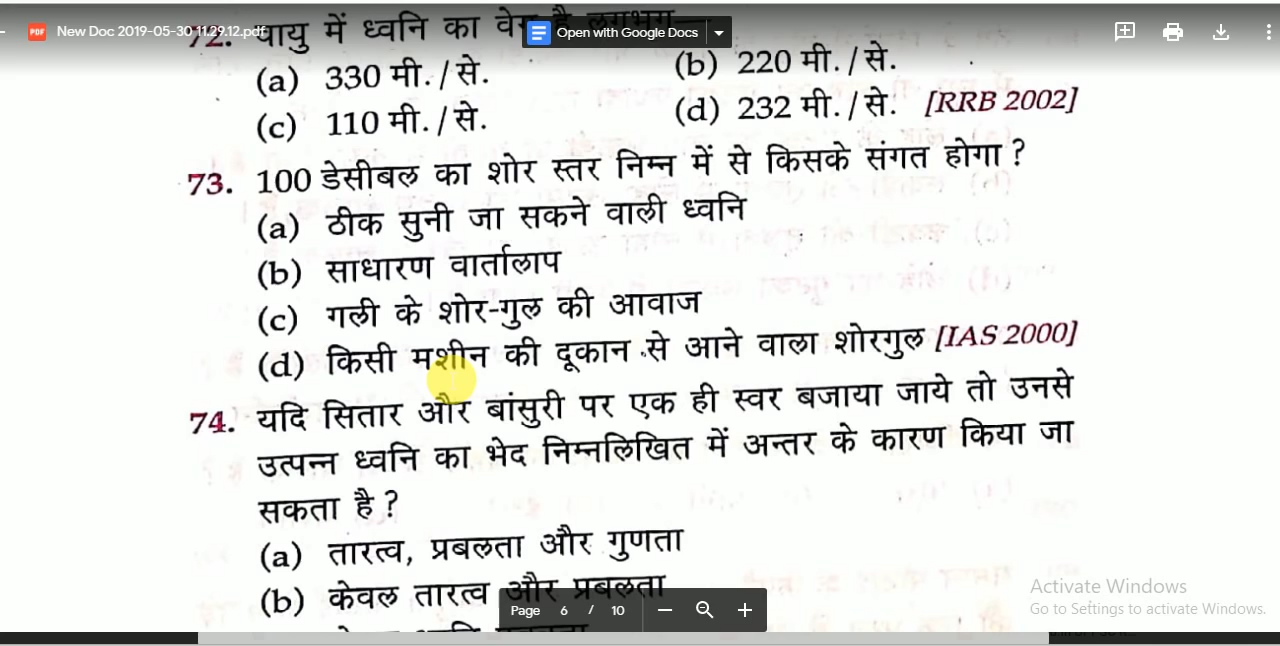 New Doc 2019-05-30 11.29.12.pdf
Open with Google Docs
72. वायु में ध्वनि का वेग है लगभग—
(a) 330 मी./से. (b) 220 मी./से.
(c) 110 मी./से. (d) 232 मी./से. [RRB 2002]
73. 100 डेसीबल का शोर स्तर निम्न में से किसके संगत होगा ?
(a) ठीक सुनी जा सकने वाली ध्वनि
(b) साधारण वार्तालाप
(c) गली के शोर-गुल की आवाज
(d) किसी मशीन की दूकान से आने वाला शोरगुल [IAS 2000]
74. यदि सितार और बांसुरी पर एक ही स्वर बजाया जाये तो उनसे
उत्पन्न ध्वनि का भेद निम्नलिखित में अन्तर के कारण किया जा
सकता है ?
(a) तारत्व, प्रबलता और गुणता
(b) केवल तारत्व और प्रबलता
Page 6 / 10
Activate Windows
Go to Settings to activate Windows.